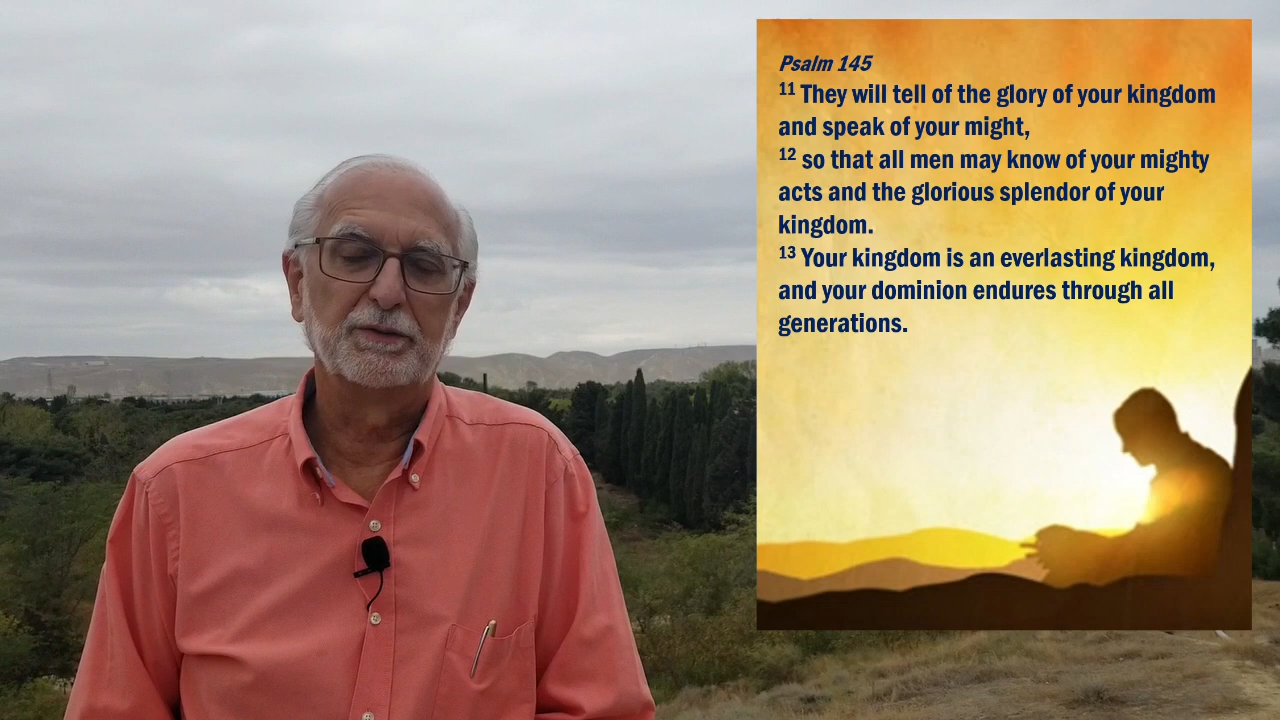 Psalm 145
11 They will tell of the glory of your kingdom
and speak of your might,
12 so that all men may know of your mighty
acts and the glorious splendor of your
kingdom.
13 Your kingdom is an everlasting kingdom,
and your dominion endures through all
generations.